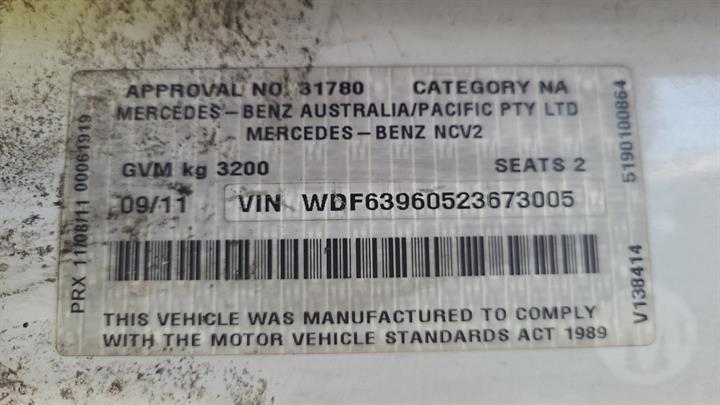 APPROVAL NO. 31780 CATEGORY NA
MERCEDES-BENZ AUSTRALIA/PACIFIC PTY LTD
MERCEDES-BENZ NCV2
GVM kg 3200 SEATS 2
09/11 VIN WDF63960523673005
THIS VEHICLE WAS MANUFACTURED TO COMPLY
WITH THE MOTOR VEHICLE STANDARDS ACT 1989
PRX 11/08/11 00061919
5190100864
V138414